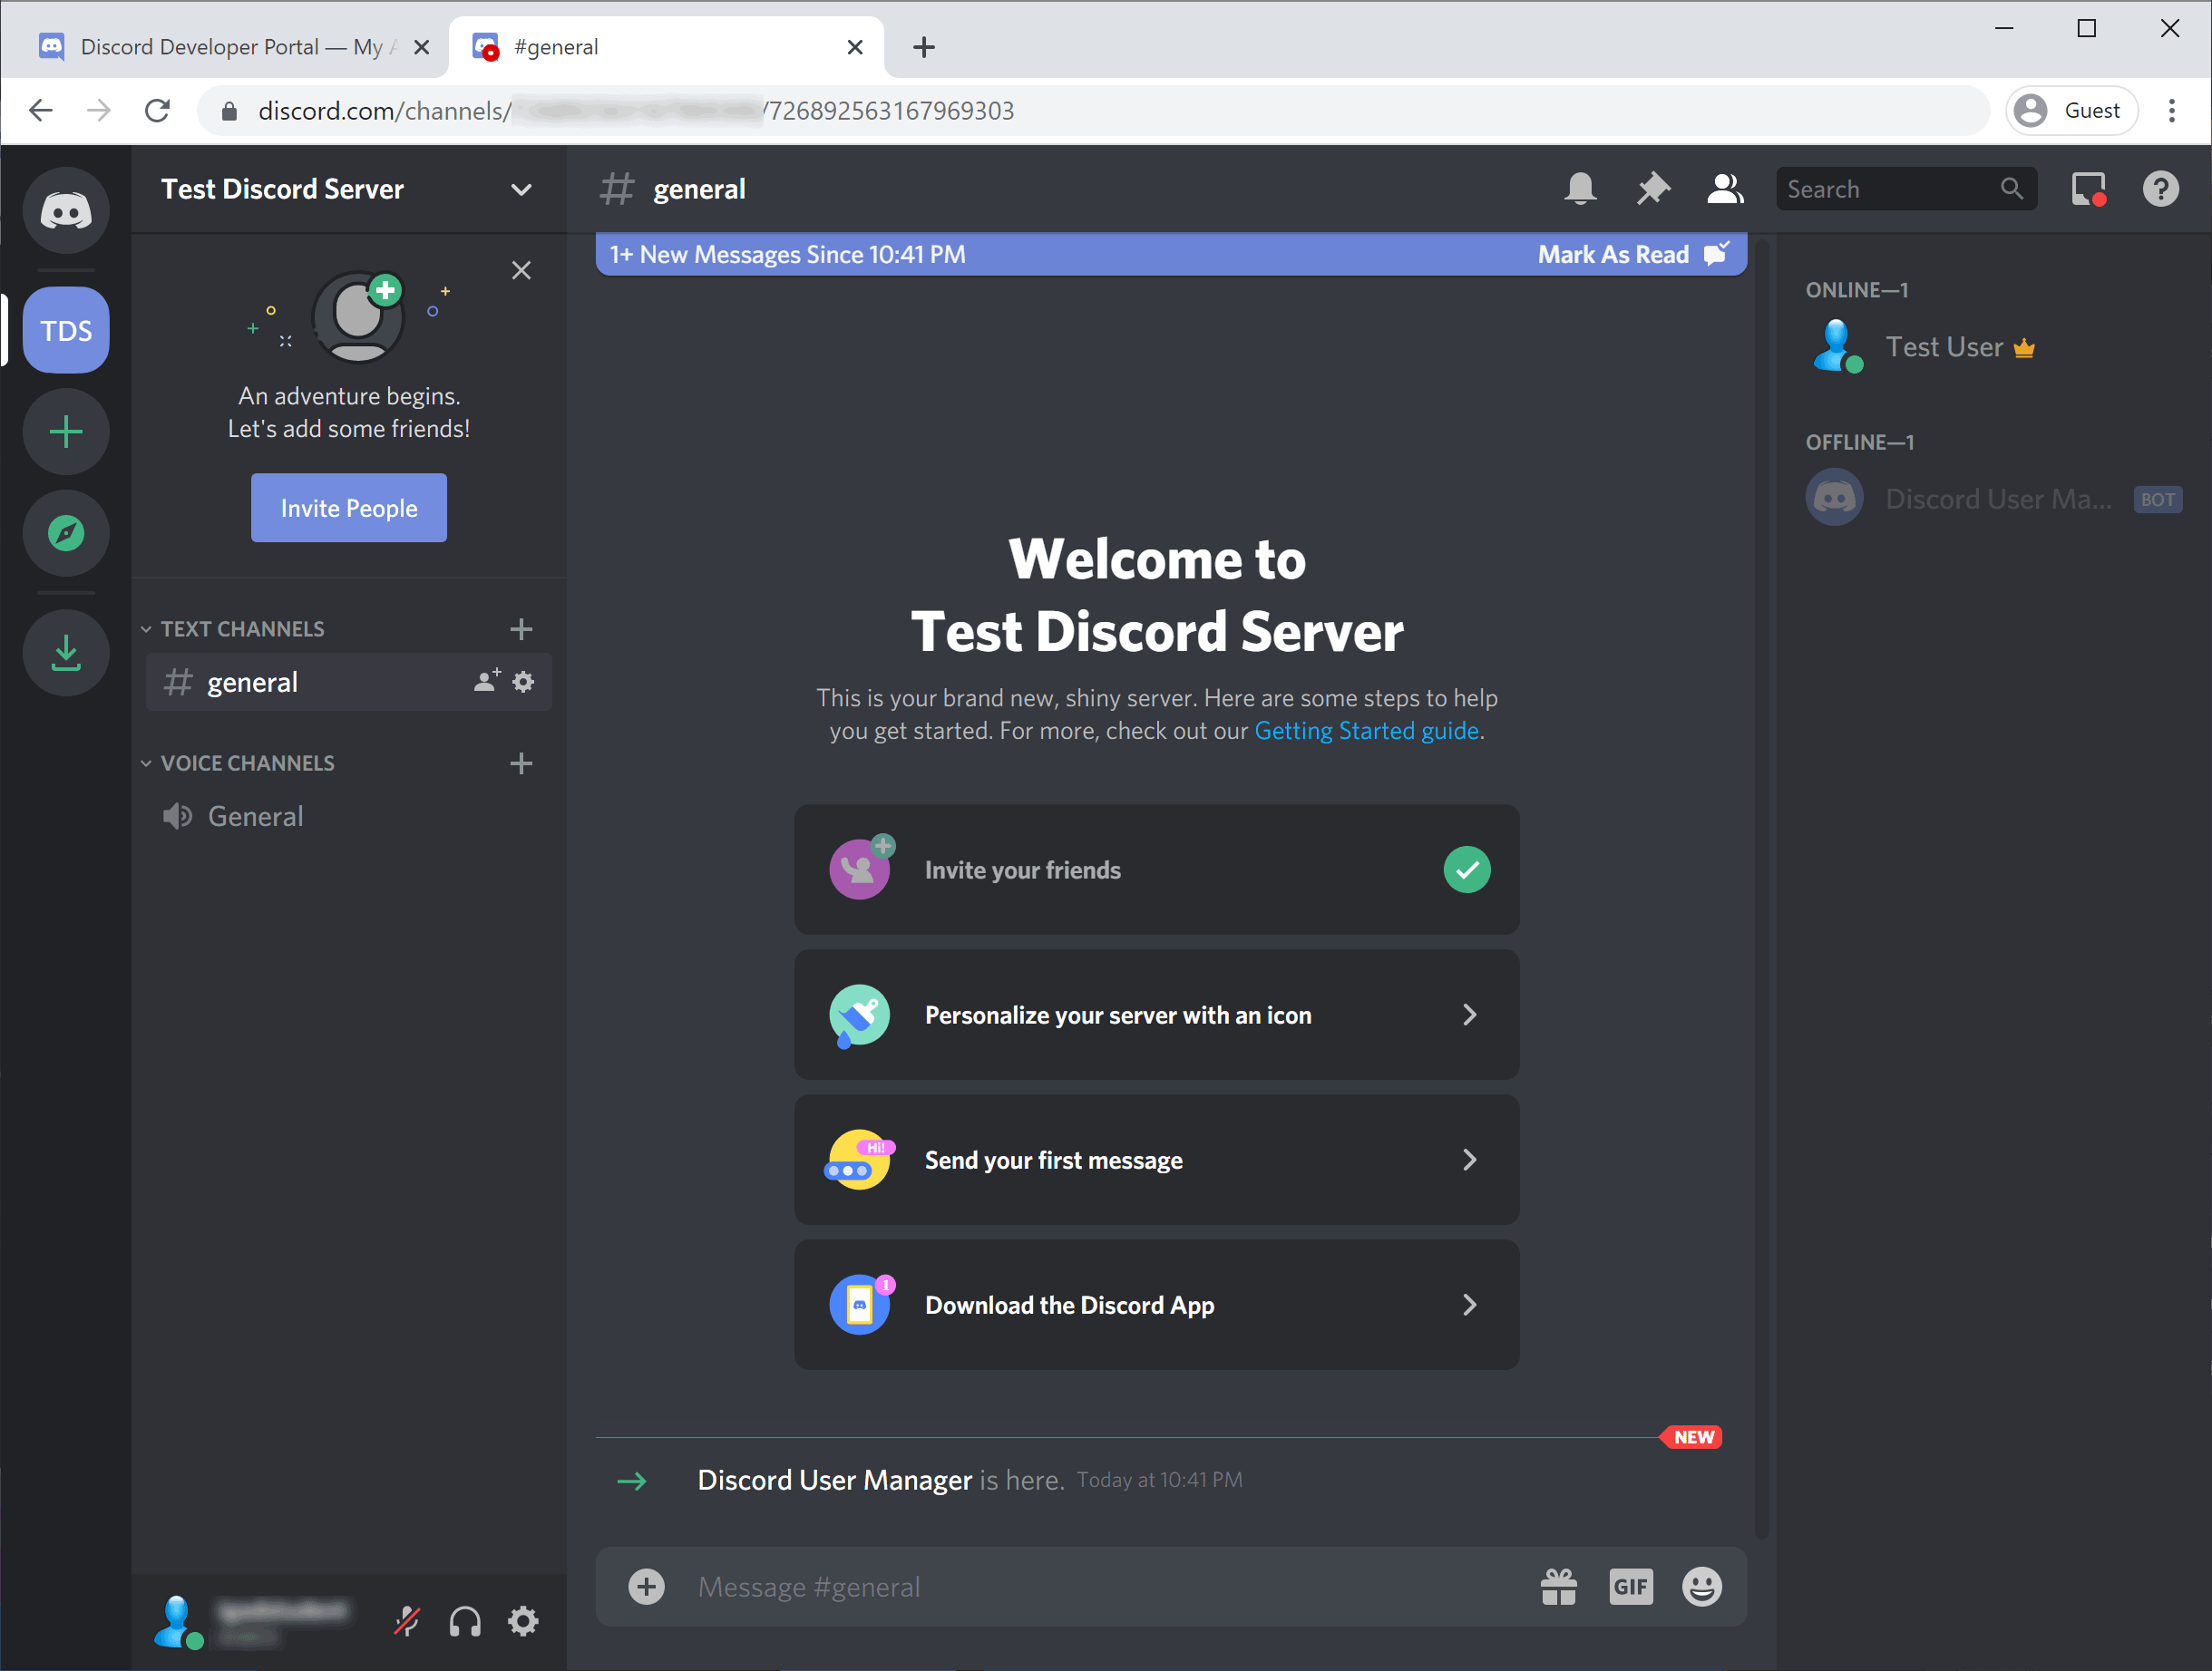 Discord Developer Portal — My A
#general
discord.com/channels/
/726892563167969303
Guest
Test Discord Server
general
Search
TDS
An adventure begins.
Let's add some friends!
Invite People
TEXT CHANNELS
general
VOICE CHANNELS
General
1+ New Messages Since 10:41 PM
Mark As Read
Welcome to
Test Discord Server
This is your brand new, shiny server. Here are some steps to help
you get started. For more, check out our Getting Started guide.
Invite your friends
Personalize your server with an icon
Hi!
Send your first message
1
Download the Discord App
NEW
Discord User Manager is here. Today at 10:41 PM
Message #general
GIF
ONLINE—1
Test User
OFFLINE—1
Discord User Ma...
BOT